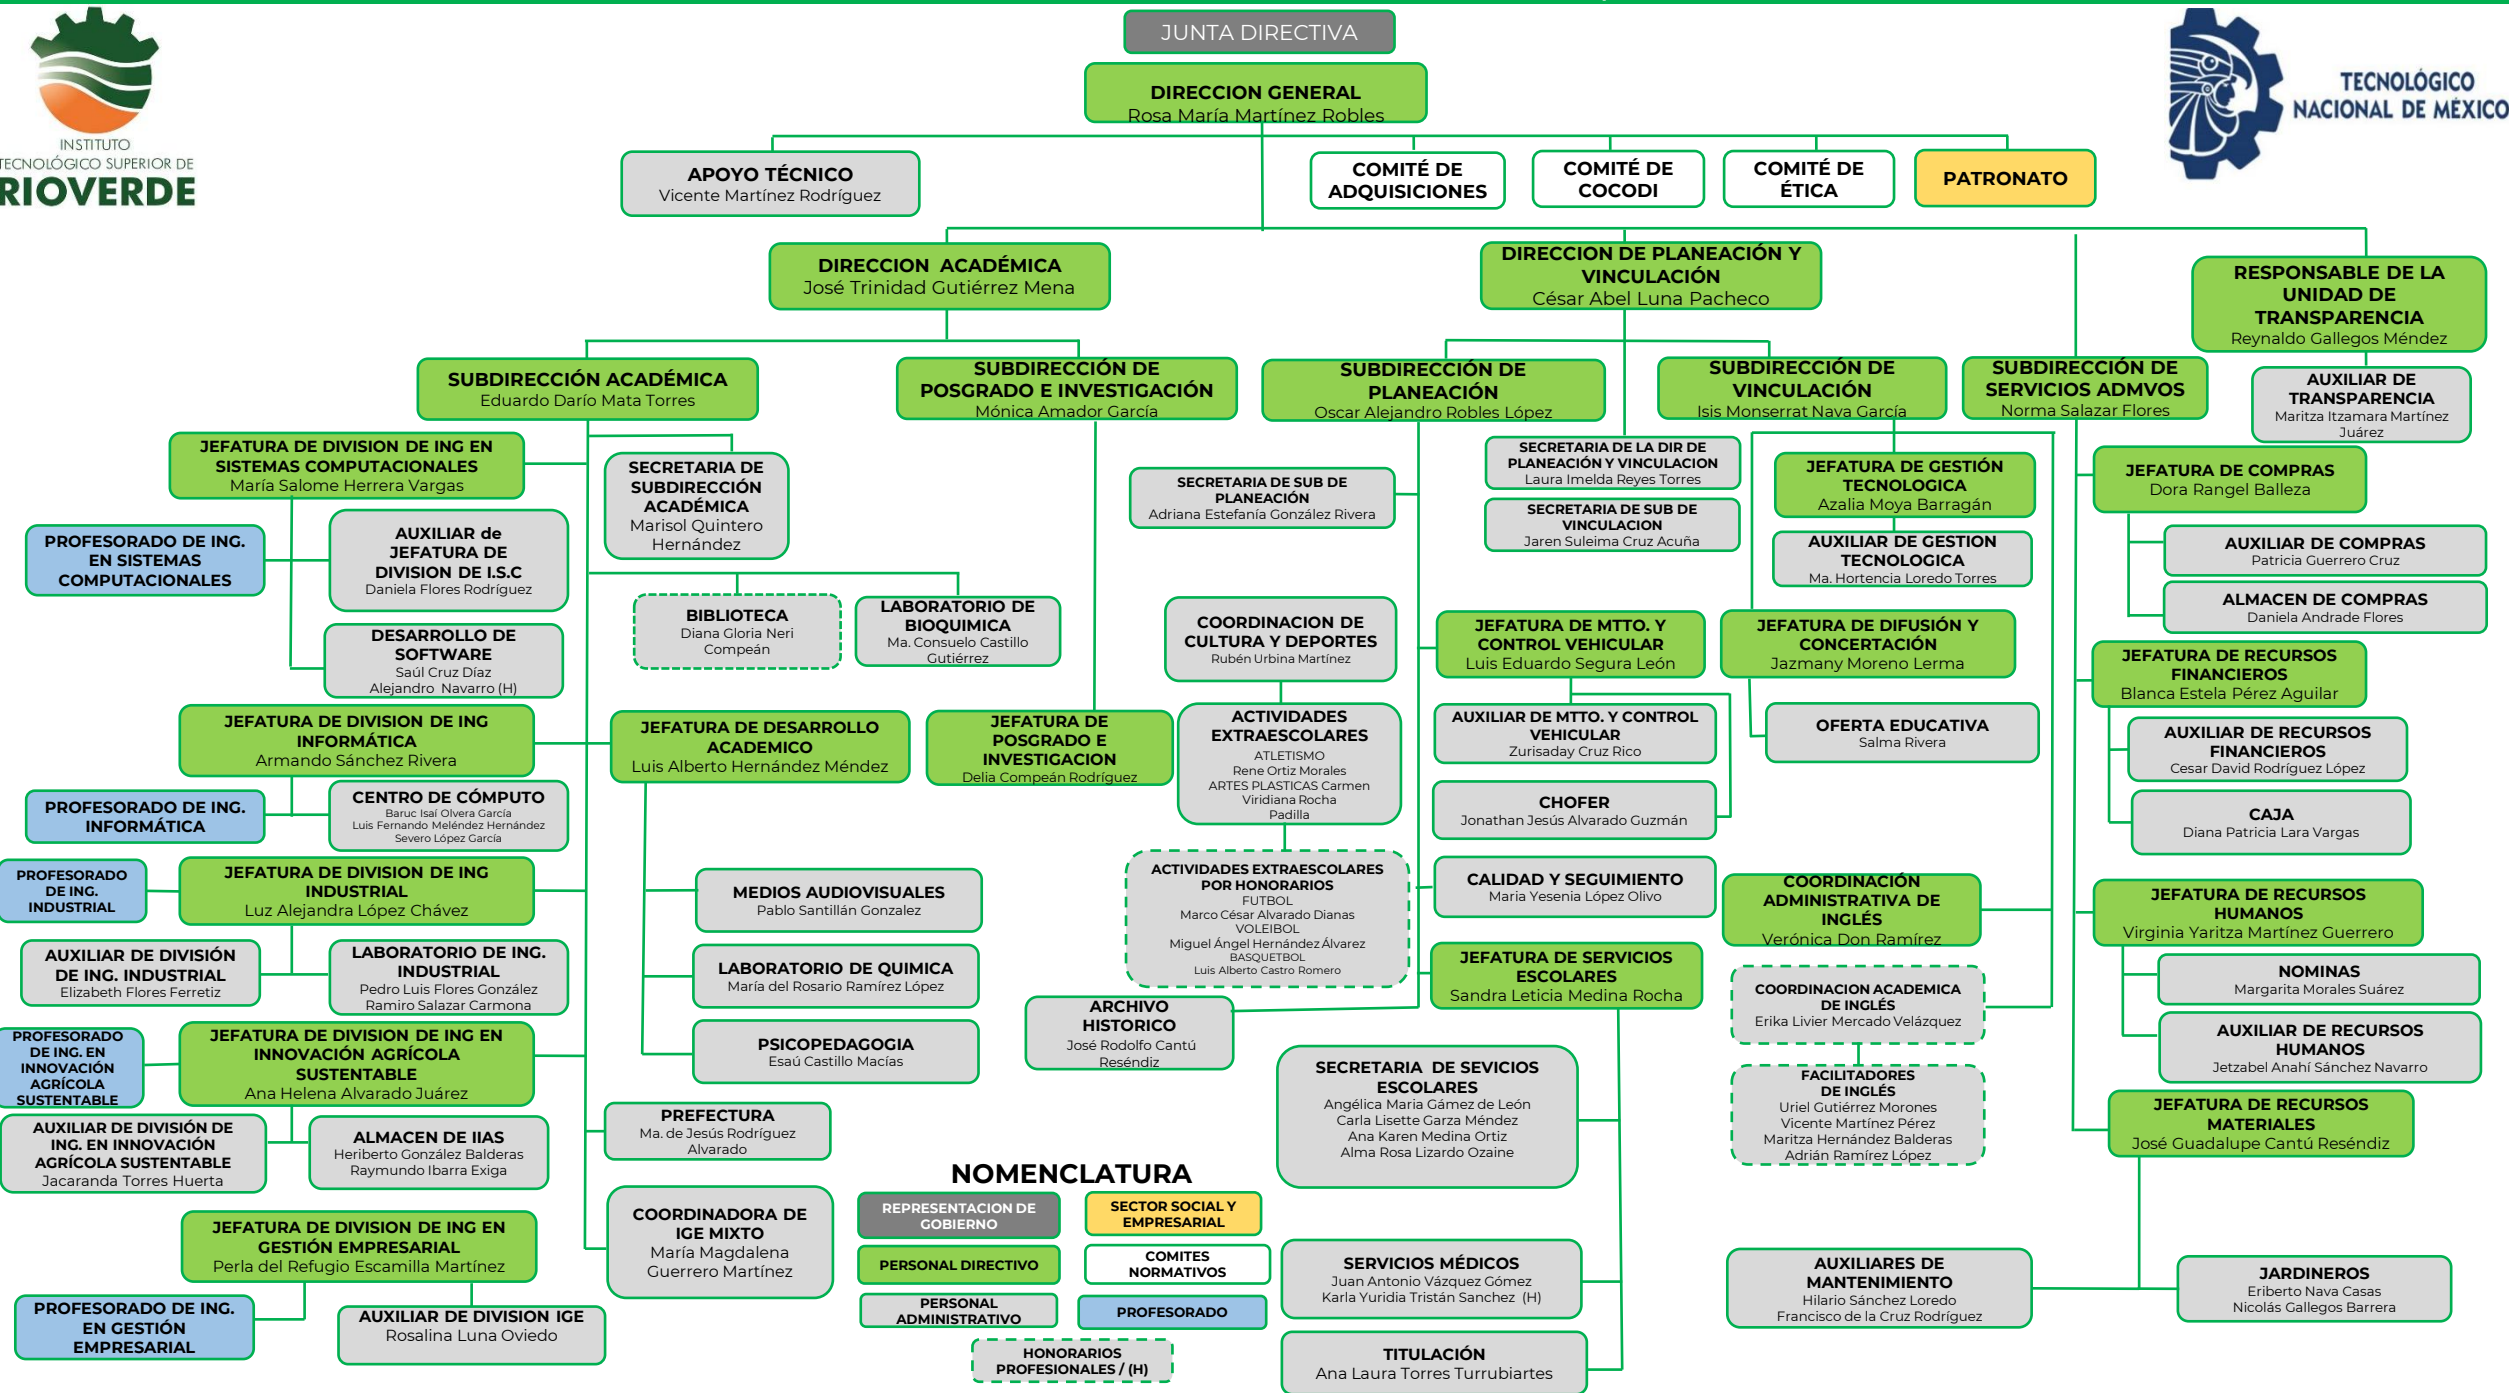 JUNTA DIRECTIVA
DIRECCION GENERAL
Rosa María Martínez Robles
INSTITUTO
TECNOLÓGICO SUPERIOR DE
RIOVERDE
TECNOLÓGICO
NACIONAL DE MÉXICO
APOYO TÉCNICO
Vicente Martínez Rodríguez
COMITÉ DE
ADQUISICIONES
COMITÉ DE
COCODI
COMITÉ DE
ÉTICA
PATRONATO
DIRECCION ACADÉMICA
José Trinidad Gutiérrez Mena
DIRECCION DE PLANEACIÓN Y
VINCULACIÓN
César Abel Luna Pacheco
RESPONSABLE DE LA
UNIDAD DE
TRANSPARENCIA
Reynaldo Gallegos Méndez
SUBDIRECCIÓN ACADÉMICA
Eduardo Darío Mata Torres
SUBDIRECCIÓN DE
POSGRADO E INVESTIGACIÓN
Mónica Amador García
SUBDIRECCIÓN DE
PLANEACIÓN
Oscar Alejandro Robles López
SUBDIRECCIÓN DE
VINCULACIÓN
Isis Monserrat Nava García
SUBDIRECCIÓN DE
SERVICIOS ADMVOS
Norma Salazar Flores
AUXILIAR DE
TRANSPARENCIA
Maritza Itzamara Martínez
Juárez
JEFATURA DE DIVISION DE ING EN
SISTEMAS COMPUTACIONALES
María Salome Herrera Vargas
SECRETARIA DE
SUBDIRECCIÓN
ACADÉMICA
Marisol Quintero
Hernández
SECRETARIA DE SUB DE
PLANEACIÓN
Adriana Estefanía González Rivera
SECRETARIA DE LA DIR DE
PLANEACIÓN Y VINCULACION
Laura Imelda Reyes Torres
SECRETARIA DE SUB DE
VINCULACION
Jaren Suleima Cruz Acuña
JEFATURA DE GESTIÓN
TECNOLOGICA
Azalia Moya Barragán
AUXILIAR DE GESTION
TECNOLOGICA
Ma. Hortencia Loredo Torres
JEFATURA DE COMPRAS
Dora Rangel Balleza
AUXILIAR DE COMPRAS
Patricia Guerrero Cruz
ALMACEN DE COMPRAS
Daniela Andrade Flores
PROFESORADO DE ING.
EN SISTEMAS
COMPUTACIONALES
AUXILIAR de
JEFATURA DE
DIVISION DE I.S.C
Daniela Flores Rodríguez
DESARROLLO DE
SOFTWARE
Saúl Cruz Díaz
Alejandro Navarro (H)
BIBLIOTECA
Diana Gloria Neri
Compeán
LABORATORIO DE
BIOQUIMICA
Ma. Consuelo Castillo
Gutiérrez
COORDINACION DE
CULTURA Y DEPORTES
Rubén Urbina Martínez
JEFATURA DE MTTO. Y
CONTROL VEHICULAR
Luis Eduardo Segura León
JEFATURA DE DIFUSIÓN Y
CONCERTACIÓN
Jazmany Moreno Lerma
JEFATURA DE RECURSOS
FINANCIEROS
Blanca Estela Pérez Aguilar
JEFATURA DE DIVISION DE ING
INFORMÁTICA
Armando Sánchez Rivera
JEFATURA DE DESARROLLO
ACADEMICO
Luis Alberto Hernández Méndez
JEFATURA DE
POSGRADO E
INVESTIGACION
Delia Compeán Rodríguez
ACTIVIDADES
EXTRAESCOLARES
ATLETISMO
Rene Ortiz Morales
ARTES PLASTICAS Carmen
Viridiana Rocha
Padilla
AUXILIAR DE MTTO. Y CONTROL
VEHICULAR
Zurisaday Cruz Rico
OFERTA EDUCATIVA
Salma Rivera
AUXILIAR DE RECURSOS
FINANCIEROS
Cesar David Rodríguez López
PROFESORADO DE ING.
INFORMÁTICA
CENTRO DE CÓMPUTO
Baruc Isaí Olvera García
Luis Fernando Meléndez Hernández
Severo López García
CHOFER
Jonathan Jesús Alvarado Guzmán
CAJA
Diana Patricia Lara Vargas
PROFESORADO
DE ING.
INDUSTRIAL
JEFATURA DE DIVISION DE ING
INDUSTRIAL
Luz Alejandra López Chávez
MEDIOS AUDIOVISUALES
Pablo Santillán Gonzalez
ACTIVIDADES EXTRAESCOLARES
POR HONORARIOS
FUTBOL
Marco César Alvarado Dianas
VOLEIBOL
Miguel Ángel Hernández Álvarez
BASQUETBOL
Luis Alberto Castro Romero
CALIDAD Y SEGUIMIENTO
Maria Yesenia López Olivo
COORDINACIÓN
ADMINISTRATIVA DE
INGLÉS
Verónica Don Ramírez
JEFATURA DE RECURSOS
HUMANOS
Virginia Yaritza Martínez Guerrero
AUXILIAR DE DIVISIÓN
DE ING. INDUSTRIAL
Elizabeth Flores Ferretiz
LABORATORIO DE ING.
INDUSTRIAL
Pedro Luis Flores González
Ramiro Salazar Carmona
LABORATORIO DE QUIMICA
María del Rosario Ramírez López
JEFATURA DE SERVICIOS
ESCOLARES
Sandra Leticia Medina Rocha
COORDINACION ACADEMICA
DE INGLÉS
Erika Livier Mercado Velázquez
NOMINAS
Margarita Morales Suárez
ARCHIVO
HISTORICO
José Rodolfo Cantú
Reséndiz
AUXILIAR DE RECURSOS
HUMANOS
Jetzabel Anahí Sánchez Navarro
PROFESORADO
DE ING. EN
INNOVACIÓN
AGRÍCOLA
SUSTENTABLE
JEFATURA DE DIVISION DE ING EN
INNOVACIÓN AGRÍCOLA
SUSTENTABLE
Ana Helena Alvarado Juárez
PSICOPEDAGOGIA
Esaú Castillo Macías
SECRETARIA DE SEVICIOS
ESCOLARES
Angélica Maria Gámez de León
Carla Lisette Garza Méndez
Ana Karen Medina Ortiz
Alma Rosa Lizardo Ozaine
FACILITADORES
DE INGLÉS
Uriel Gutiérrez Morones
Vicente Martínez Pérez
Maritza Hernández Balderas
Adrián Ramírez López
JEFATURA DE RECURSOS
MATERIALES
José Guadalupe Cantú Reséndiz
AUXILIAR DE DIVISIÓN DE
ING. EN INNOVACIÓN
AGRÍCOLA SUSTENTABLE
Jacaranda Torres Huerta
ALMACEN DE IIAS
Heriberto González Balderas
Raymundo Ibarra Exiga
PREFECTURA
Ma. de Jesús Rodríguez
Alvarado
COORDINADORA DE
IGE MIXTO
María Magdalena
Guerrero Martínez
JEFATURA DE DIVISION DE ING EN
GESTIÓN EMPRESARIAL
Perla del Refugio Escamilla Martínez
PROFESORADO DE ING.
EN GESTIÓN
EMPRESARIAL
AUXILIAR DE DIVISION IGE
Rosalina Luna Oviedo
NOMENCLATURA
REPRESENTACION DE
GOBIERNO
SECTOR SOCIAL Y
EMPRESARIAL
PERSONAL DIRECTIVO
COMITES
NORMATIVOS
PERSONAL
ADMINISTRATIVO
PROFESORADO
HONORARIOS
PROFESIONALES / (H)
SERVICIOS MÉDICOS
Juan Antonio Vázquez Gómez
Karla Yuridia Tristán Sanchez (H)
TITULACIÓN
Ana Laura Torres Turrubiartes
AUXILIARES DE
MANTENIMIENTO
Hilario Sánchez Loredo
Francisco de la Cruz Rodríguez
JARDINEROS
Eriberto Nava Casas
Nicolás Gallegos Barrera